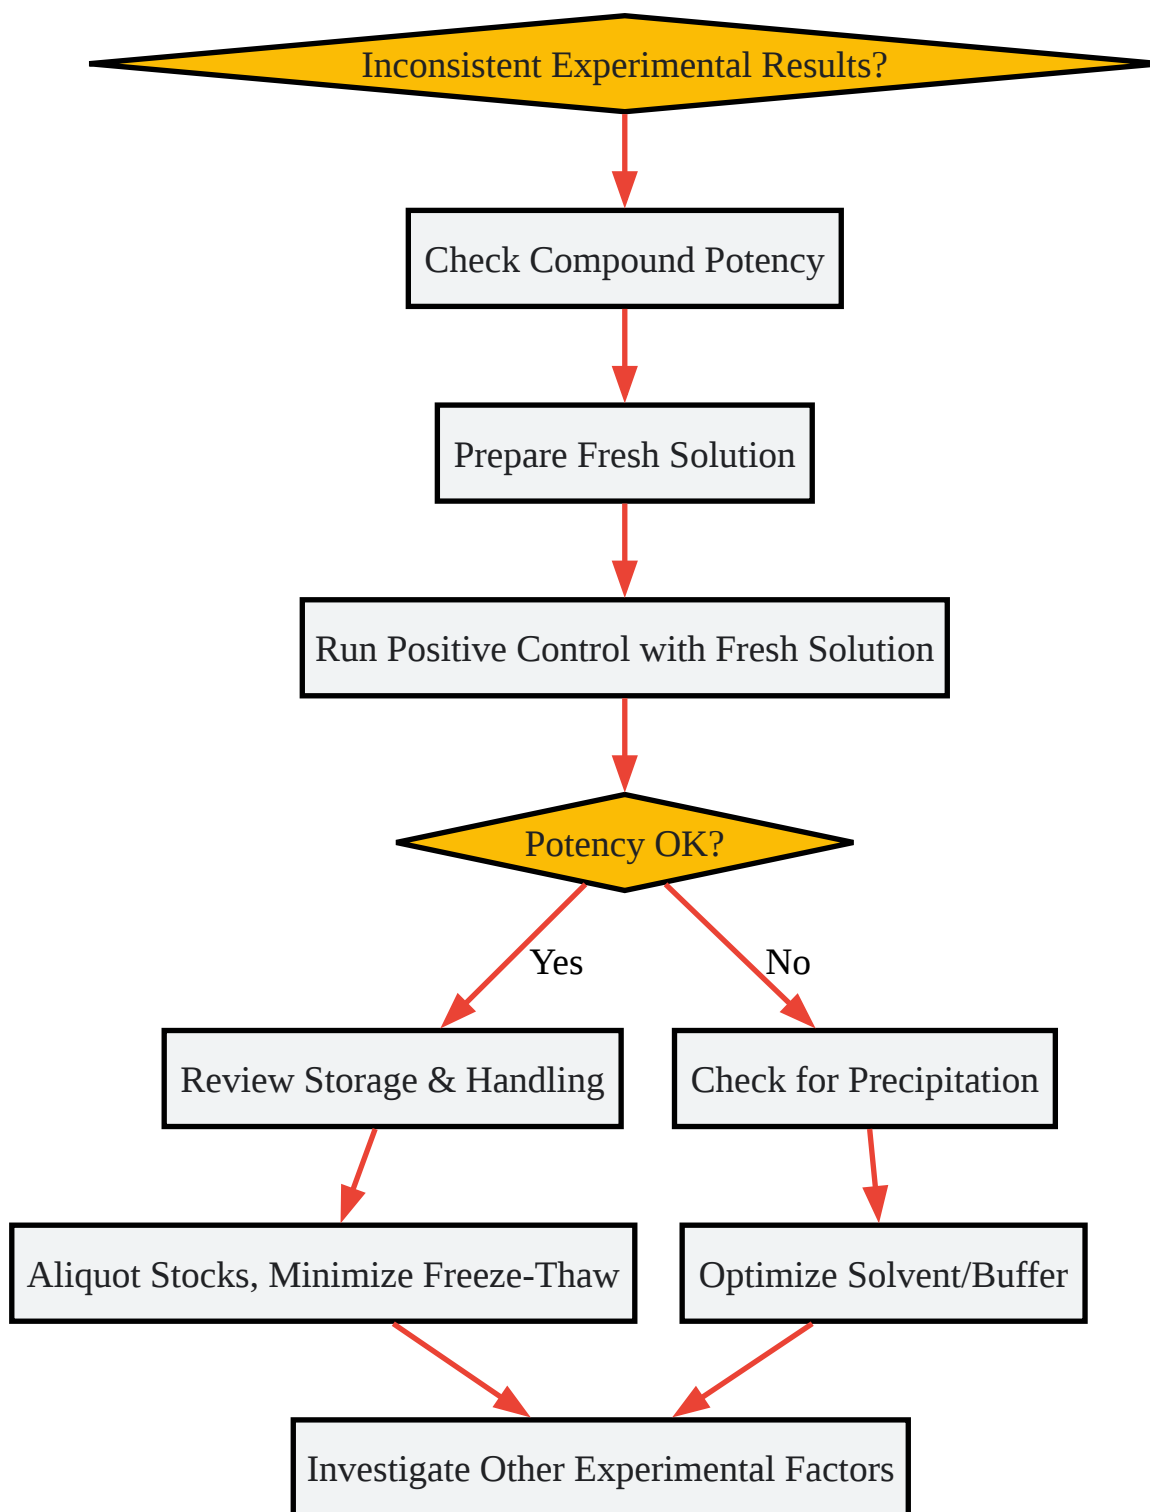 Inconsistent Experimental Results?
Check Compound Potency
Prepare Fresh Solution
Run Positive Control with Fresh Solution
Potency OK?
Yes
No
Review Storage & Handling
Check for Precipitation
Aliquot Stocks, Minimize Freeze-Thaw
Optimize Solvent/Buffer
Investigate Other Experimental Factors